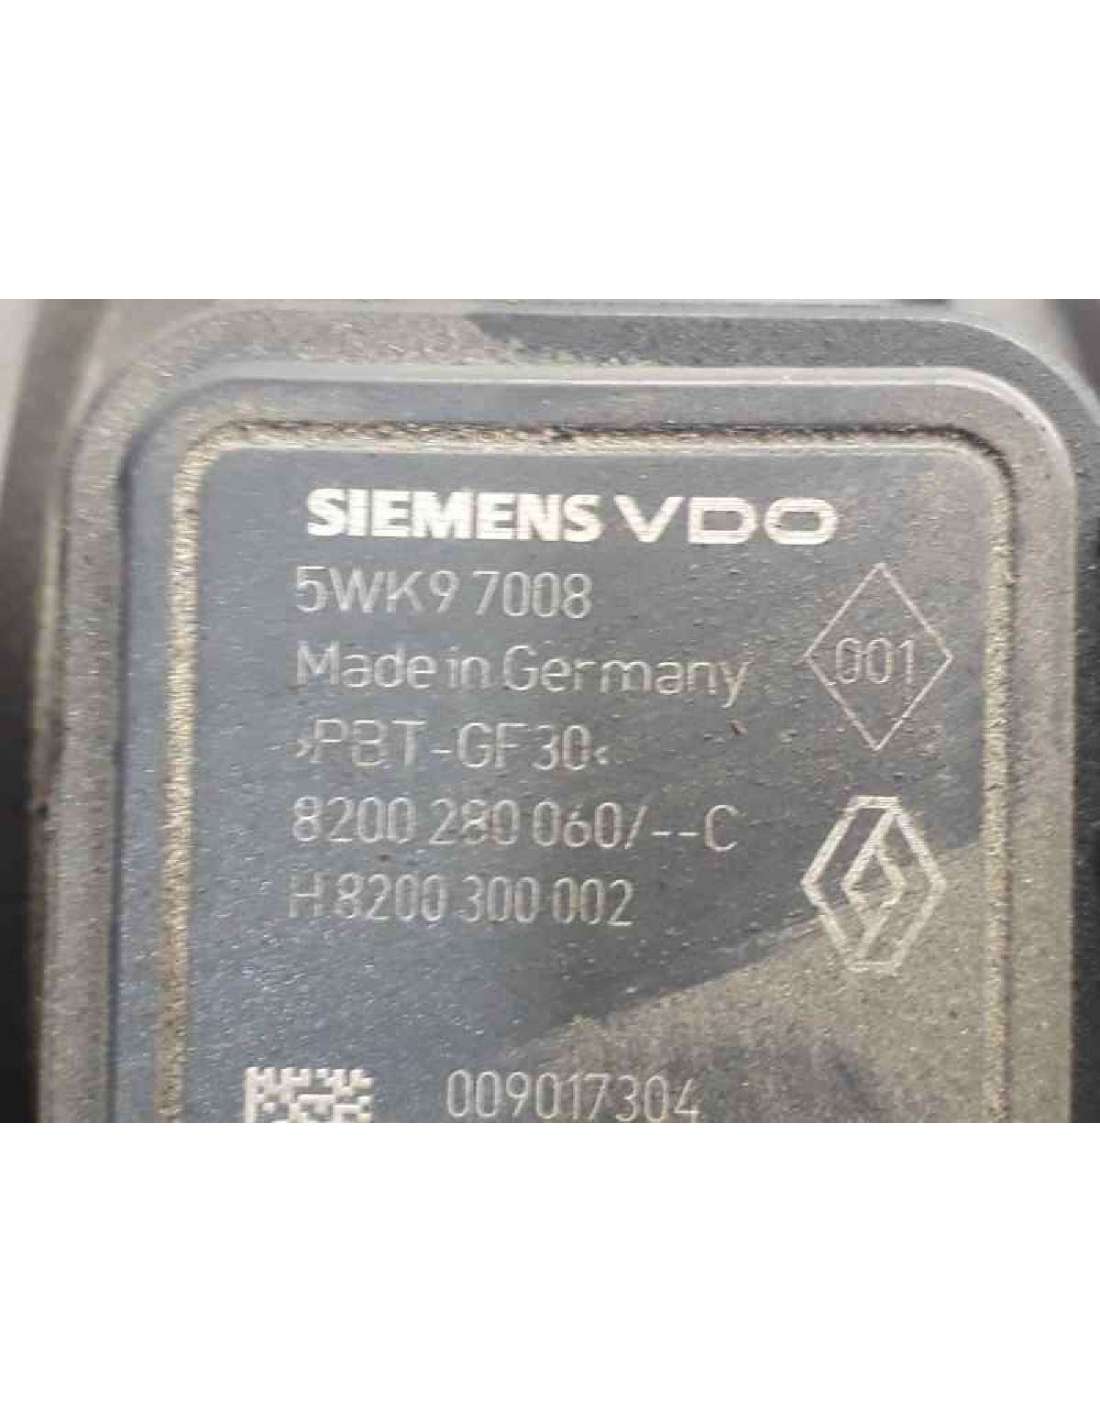 SIEMENS VDO
5WK9 7008
Made in Germany
001
>PBT-GF30<
8200 280 060/--C
H 8200 300 002
009017304